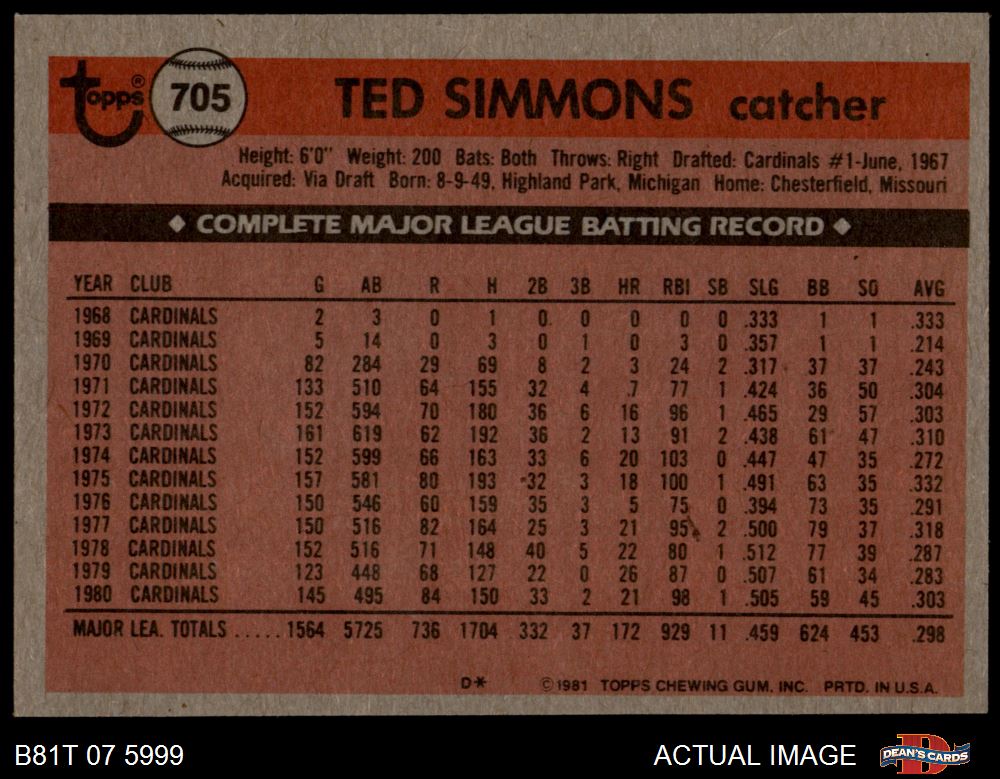 Topps® 705 TED SIMMONS catcher
Height: 6'0" Weight: 200 Bats: Both Throws: Right Drafted: Cardinals #1-June, 1967
Acquired: Via Draft Born: 8-9-49, Highland Park, Michigan Home: Chesterfield, Missouri
◆ COMPLETE MAJOR LEAGUE BATTING RECORD ◆
YEAR CLUB G AB R H 2B 3B HR RBI SB SLG BB SO AVG
1968 CARDINALS 2 3 0 1 0 0 0 0 0 .333 1 1 .333
1969 CARDINALS 5 14 0 3 0 1 0 3 0 .357 1 1 .214
1970 CARDINALS 82 284 29 69 8 2 3 24 2 .317 37 37 .243
1971 CARDINALS 133 510 64 155 32 4 7 77 1 .424 36 50 .304
1972 CARDINALS 152 594 70 180 36 6 16 96 1 .465 29 57 .303
1973 CARDINALS 161 619 62 192 36 2 13 91 2 .438 61 47 .310
1974 CARDINALS 152 599 66 163 33 6 20 103 0 .447 47 35 .272
1975 CARDINALS 157 581 80 193 32 3 18 100 1 .491 63 35 .332
1976 CARDINALS 150 546 60 159 35 3 5 75 0 .394 73 35 .291
1977 CARDINALS 150 516 82 164 25 3 21 95 2 .500 79 37 .318
1978 CARDINALS 152 516 71 148 40 5 22 80 1 .512 77 39 .287
1979 CARDINALS 123 448 68 127 22 0 26 87 0 .507 61 34 .283
1980 CARDINALS 145 495 84 150 33 2 21 98 1 .505 59 45 .303
MAJOR LEA. TOTALS ..... 1564 5725 736 1704 332 37 172 929 11 .459 624 453 .298
D* ©1981 TOPPS CHEWING GUM, INC. PRTD. IN U.S.A.
B81T 07 5999 ACTUAL IMAGE D DEAN'S CARDS